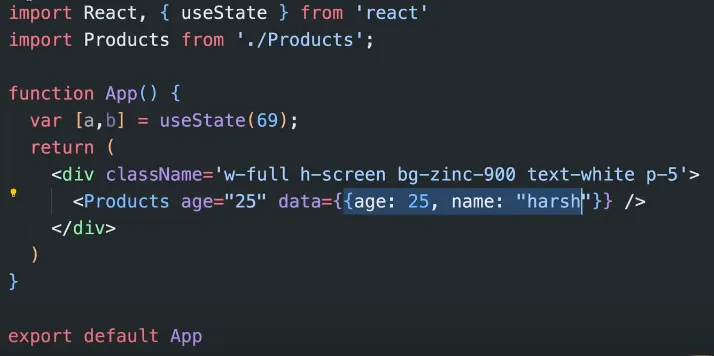 import React, { useState } from 'react'
import Products from './Products';
function App() {
var [a,b] = useState(69);
return (
<div className='w-full h-screen bg-zinc-900 text-white p-5'>
<Products age="25" data={{age: 25, name: "harsh"}} />
</div>
)
}
export default App